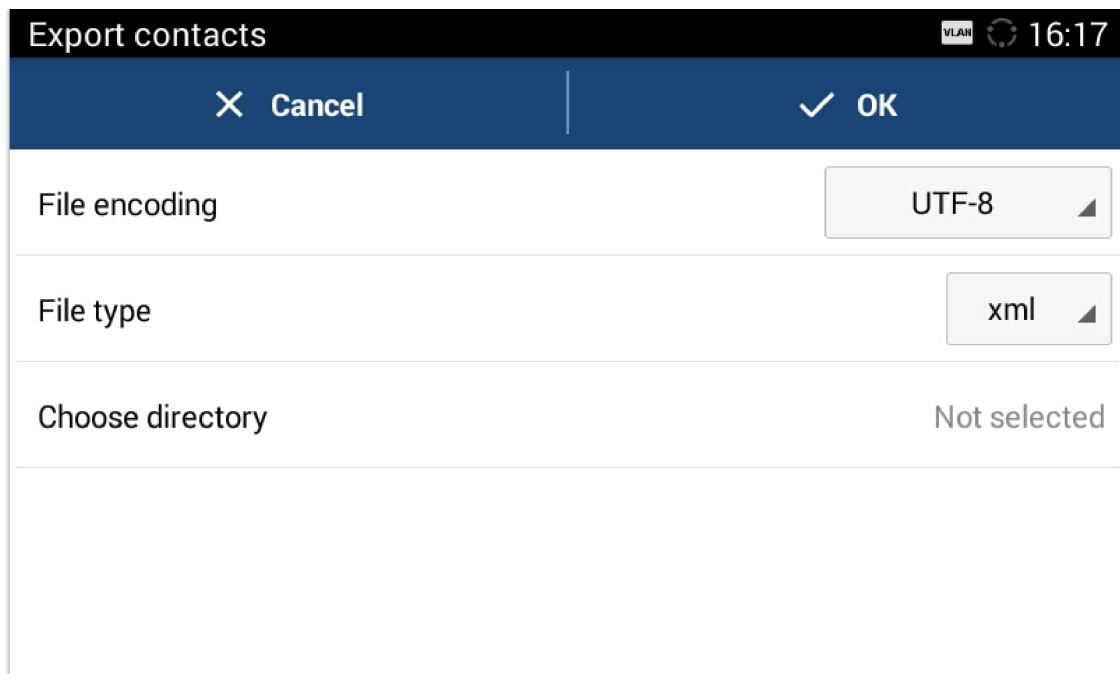 Export contacts VLAN 16:17
Cancel OK
File encoding UTF-8
File type xml
Choose directory Not selected